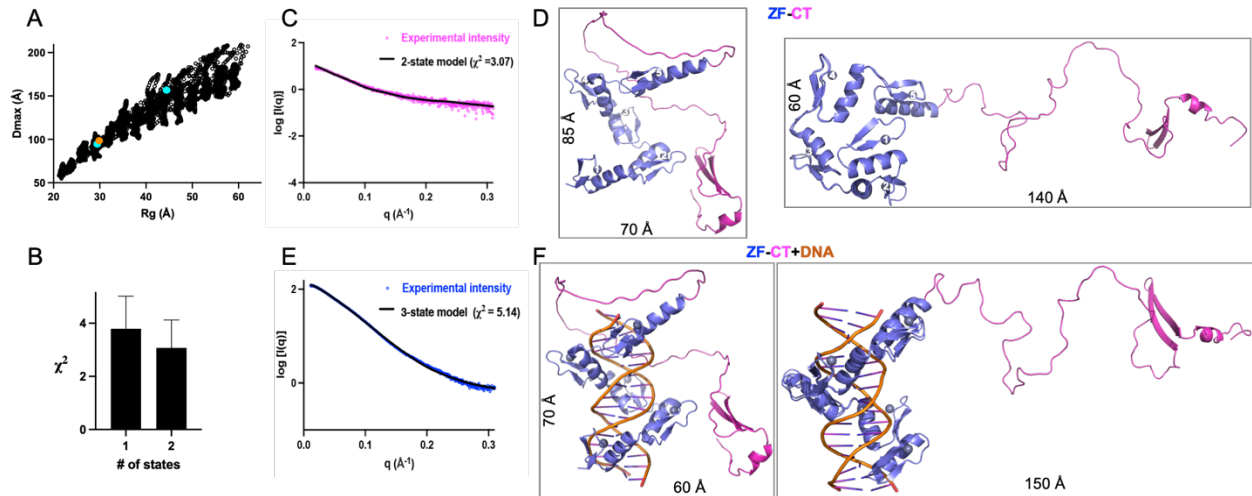 A
Dmax (Å)
200
150
100
50
20 30 40 50 60
Rg (Å)
B
χ²
4
2
0
1 2
# of states
C
log [I(q)]
2
0
-2
-4
Experimental intensity
2-state model (χ² =3.07)
0.0 0.1 0.2 0.3
q (Å⁻¹)
E
log [I(q)]
2
0
Experimental intensity
3-state model (χ² = 5.14)
0.0 0.1 0.2 0.3
q (Å⁻¹)
D
ZF-CT
85 Å
70 Å
60 Å
140 Å
F
ZF-CT+DNA
70 Å
60 Å
150 Å